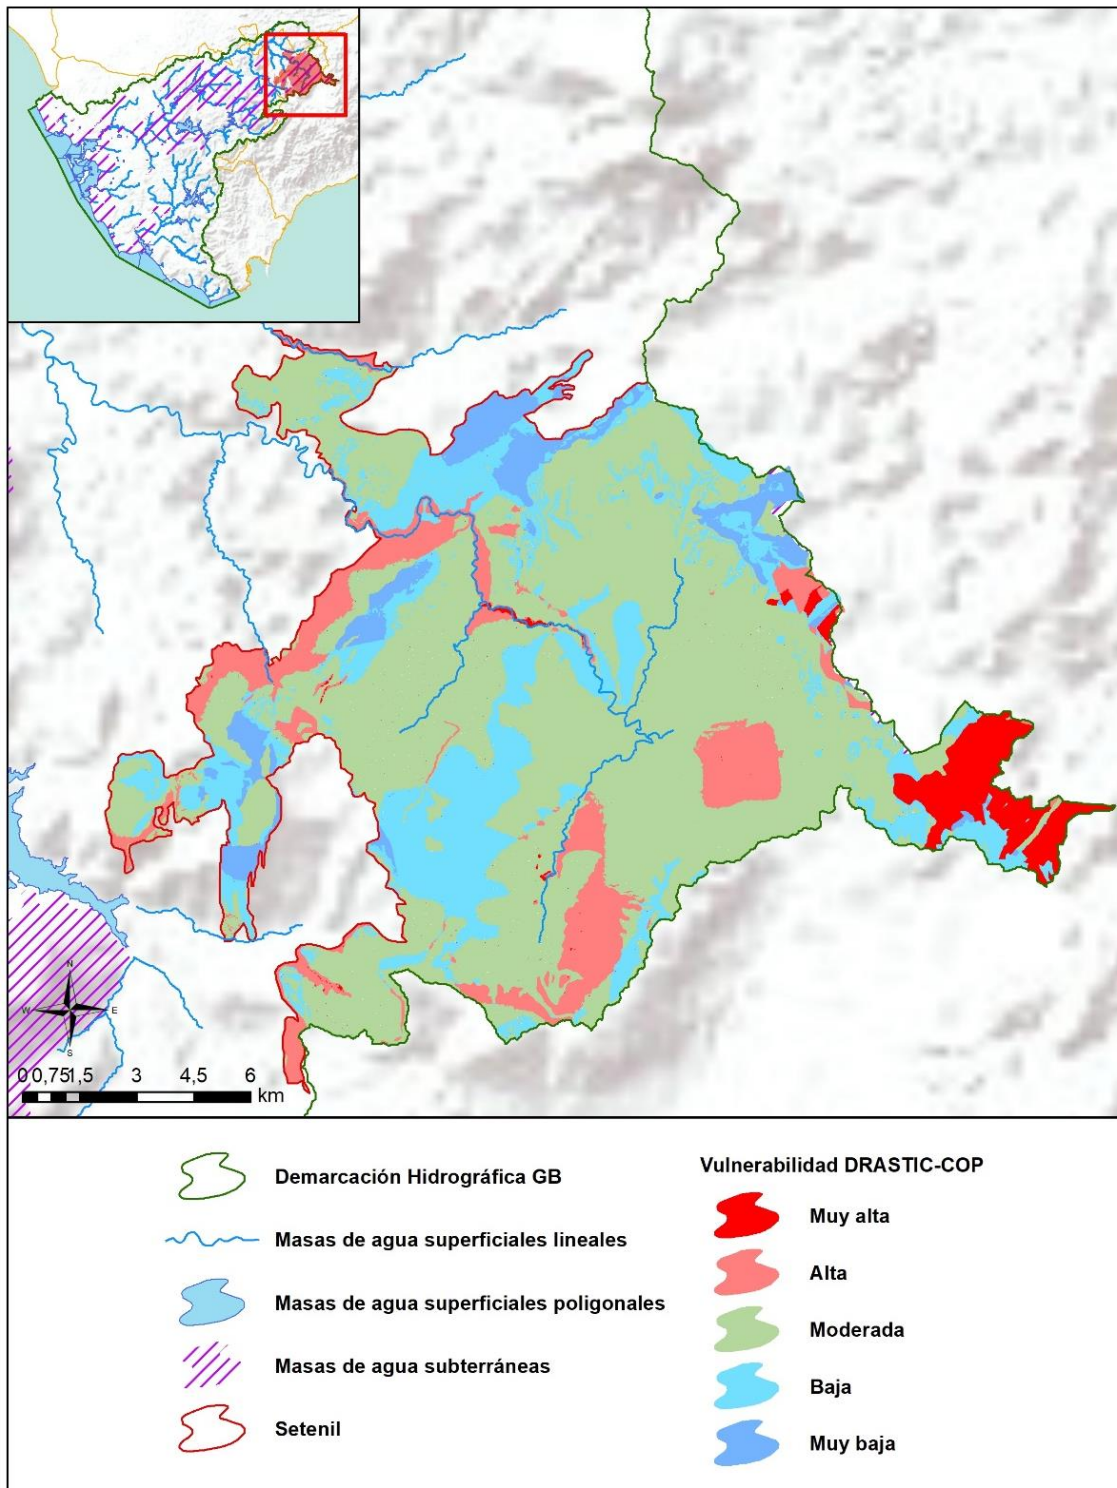 N
W
E
S
0 0,75 1,5 3 4,5 6
km
Demarcación Hidrográfica GB
Masas de agua superficiales lineales
Masas de agua superficiales poligonales
Masas de agua subterráneas
Setenil
Vulnerabilidad DRASTIC-COP
Muy alta
Alta
Moderada
Baja
Muy baja